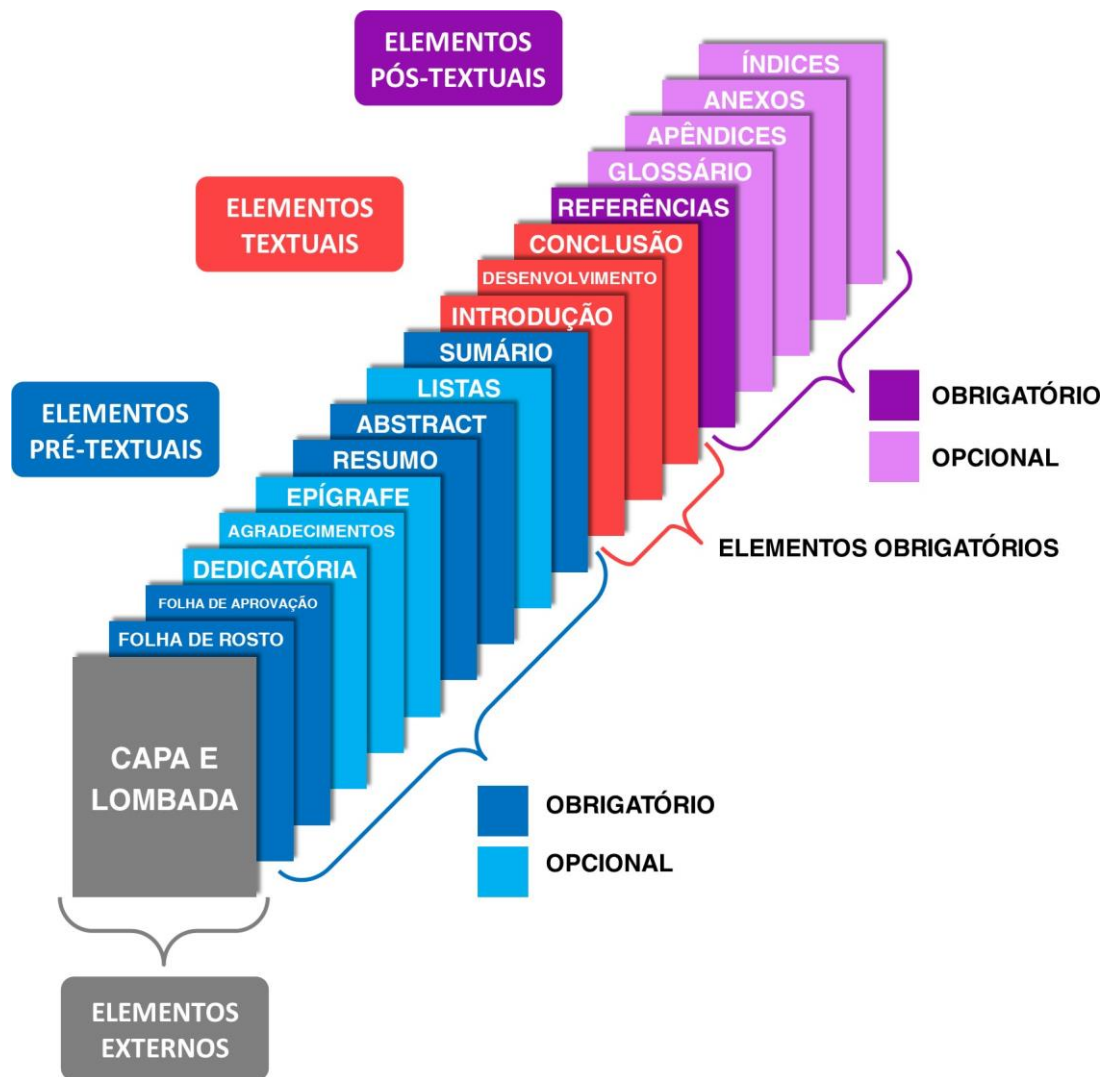 ELEMENTOS
PÓS-TEXTUAIS
ÍNDICES
ANEXOS
APÊNDICES
GLOSSÁRIO
REFERÊNCIAS
ELEMENTOS
TEXTUAIS
CONCLUSÃO
DESENVOLVIMENTO
INTRODUÇÃO
SUMÁRIO
LISTAS
ABSTRACT
RESUMO
EPÍGRAFE
AGRADECIMENTOS
DEDICATÓRIA
FOLHA DE APROVAÇÃO
FOLHA DE ROSTO
ELEMENTOS
PRÉ-TEXTUAIS
OBRIGATÓRIO
OPCIONAL
ELEMENTOS OBRIGATÓRIOS
CAPA E
LOMBADA
OBRIGATÓRIO
OPCIONAL
ELEMENTOS
EXTERNOS